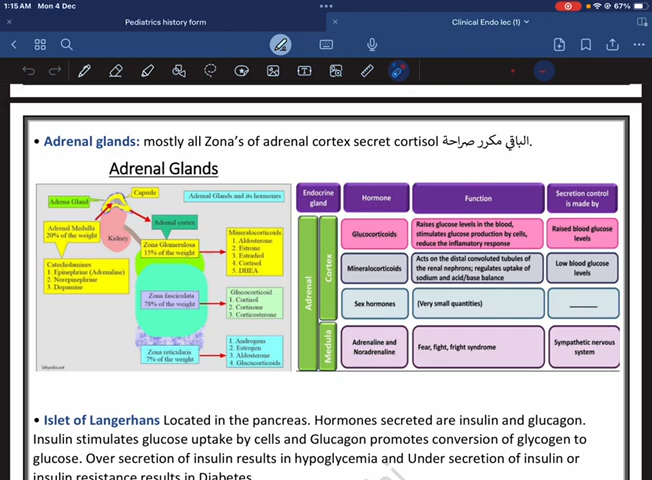 1:15 AM Mon 2 Dec
67%
Pediatrics history form
Clinical Endo lec (1)
• Adrenal glands: mostly all Zona's of adrenal cortex secret cortisol الباقي مكرر صراحة.
Adrenal Glands
Adrenal Glands and its hormones
Capsule
Adrenal cortex
Adrenal Medulla
20% of the weight
Kidney
Catecholamines
1. Epinephrine (Adrenaline)
2. Norepinephrine
3. Dopamine
Zona Glomerulosa
15% of the weight
Mineralocorticoids
1. Aldosterone
2. Estrone
3. Estradiol
4. Cortisol
5. DHEA
Zona fasciculata
78% of the weight
Glucocorticoid
1. Cortisol
2. Cortisone
3. Corticosterone
Zona reticularis
7% of the weight
1. Androgens
2. Estrogen
3. Aldosterone
4. Glucocorticoids
labpedia.net
Endocrine gland
Hormone
Function
Secretion control is made by
Adrenal
Cortex
Glucocorticoids
Raises glucose levels in the blood,
stimulates glucose production by cells,
reduce the inflamatory response
Raised blood glucose
levels
Mineralocorticoids
Acts on the distal convoluted tubules of
the renal nephrons; regulates uptake of
sodium and acid/base balance
Low blood glucose
levels
Sex hormones
(Very small quantities)
Medula
Adrenaline and
Noradrenaline
Fear, fight, fright syndrome
Sympathetic nervous
system
• Islet of Langerhans Located in the pancreas. Hormones secreted are insulin and glucagon.
Insulin stimulates glucose uptake by cells and Glucagon promotes conversion of glycogen to
glucose. Over secretion of insulin results in hypoglycemia and Under secretion of insulin or
insulin resistance results in Diabetes.